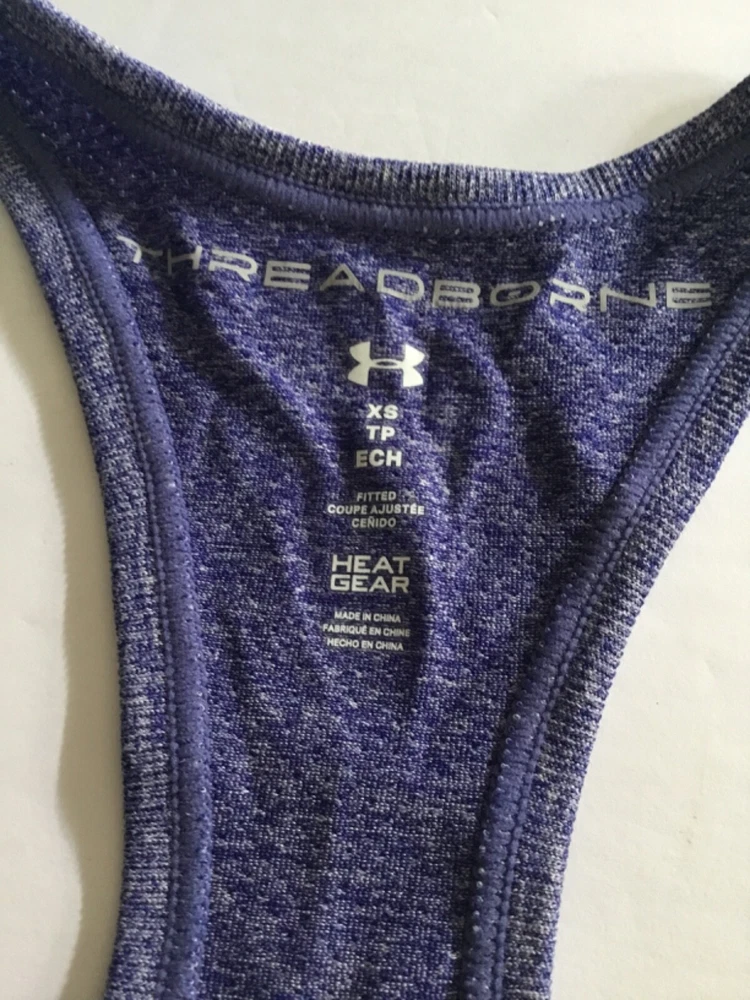 THREADBORNE
XS
TP
ECH
FITTED
COUPE AJUSTÉE
CEÑIDO
HEAT
GEAR
MADE IN CHINA
FABRIQUÉ EN CHINE
HECHO EN CHINA